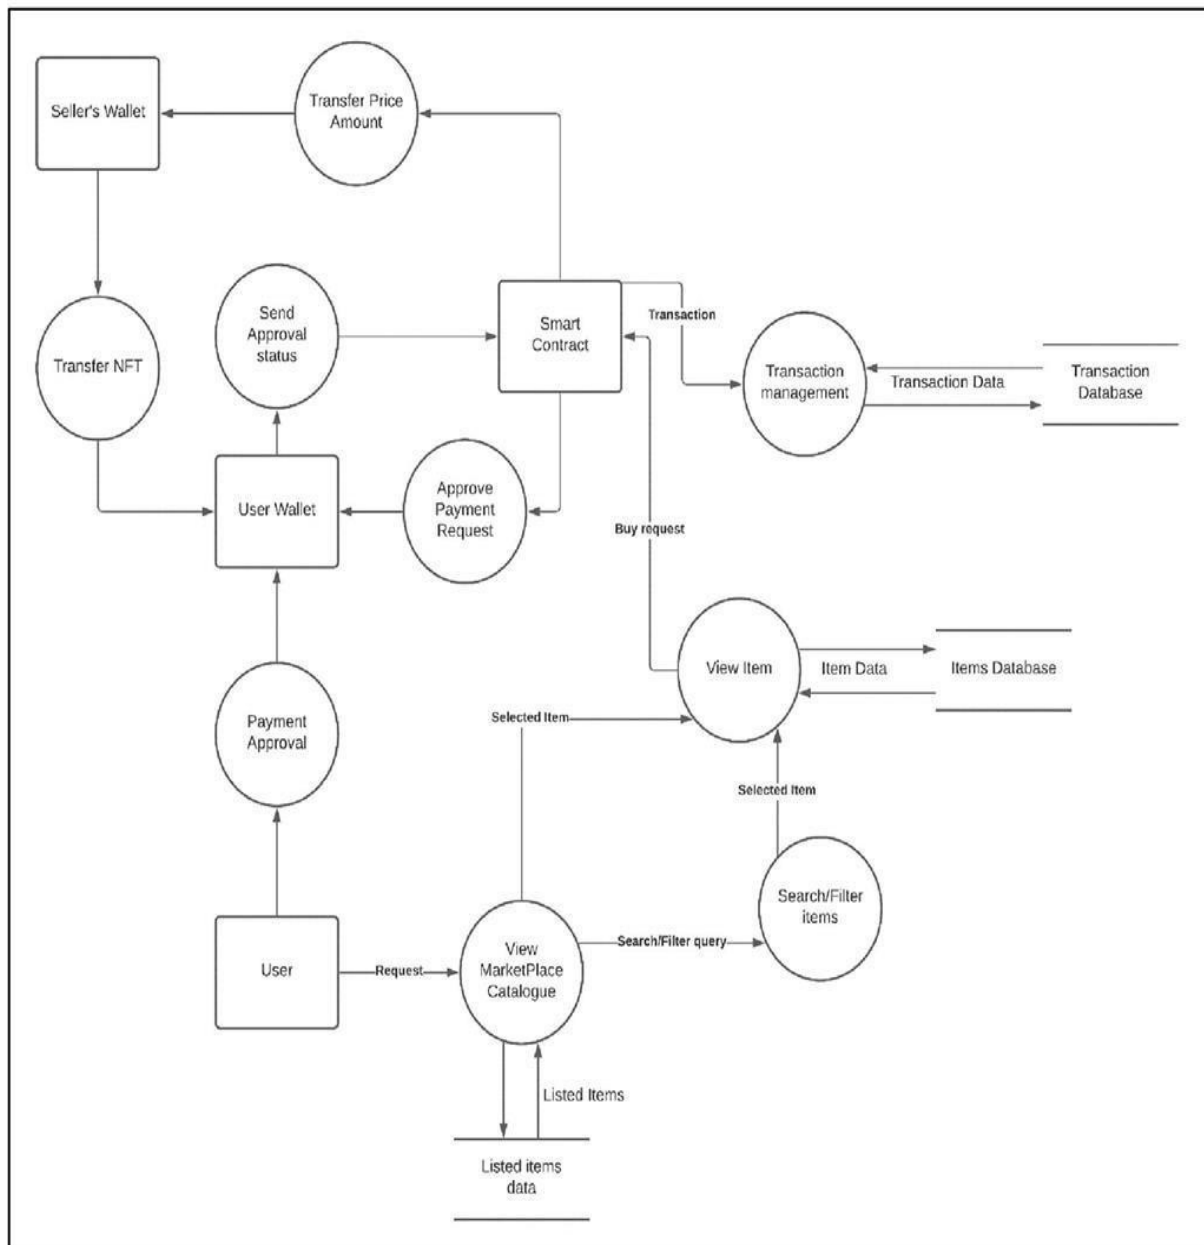 Seller's Wallet
Transfer Price
Amount
Send
Approval
status
Smart
Contract
Transaction
Transfer NFT
Transaction
management
Transaction Data
Transaction
Database
User Wallet
Approve
Payment
Request
Buy request
View Item
Item Data
Items Database
Payment
Approval
Selected Item
Selected Item
Search/Filter
items
User
Request
View
MarketPlace
Catalogue
Search/Filter query
Listed Items
Listed items
data